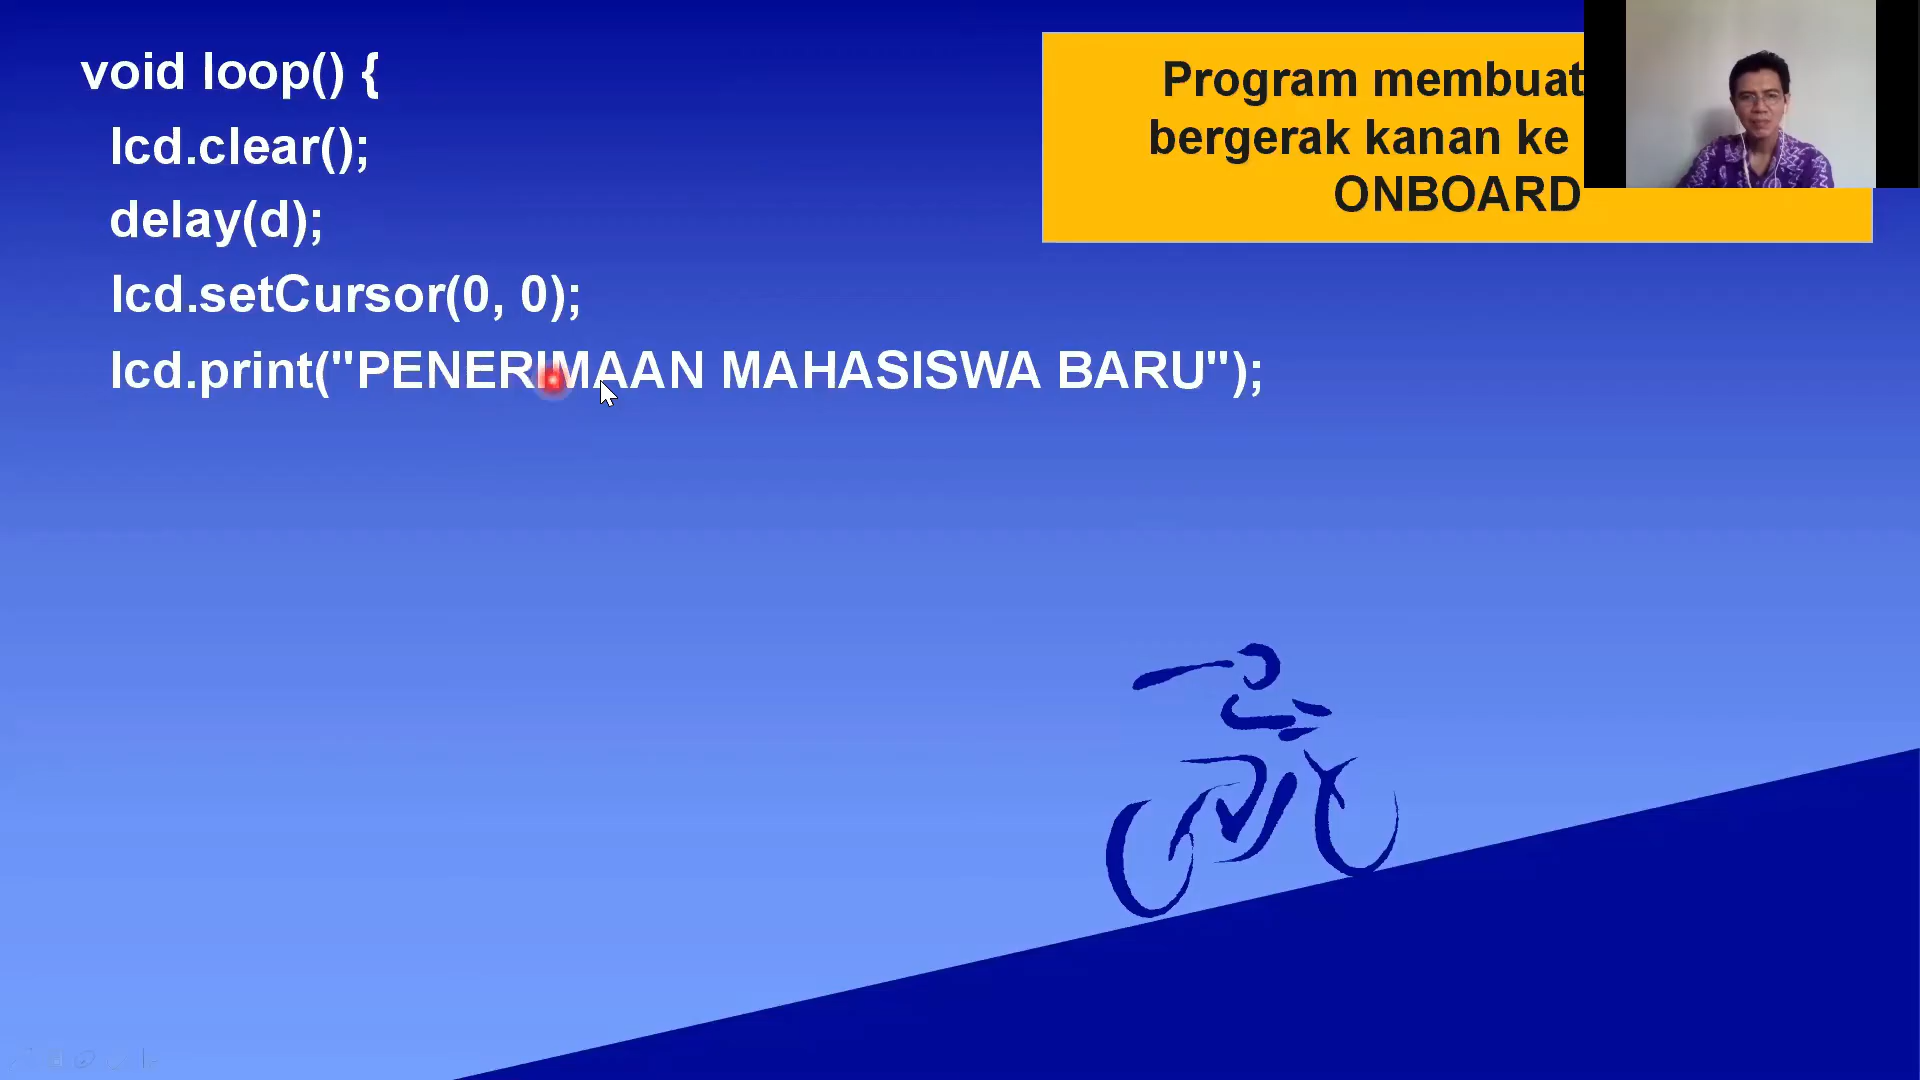 void loop() {
lcd.clear();
delay(d);
lcd.setCursor(0, 0);
lcd.print("PENERIMAAN MAHASISWA BARU");
Program membuat
bergerak kanan ke
ONBOARD